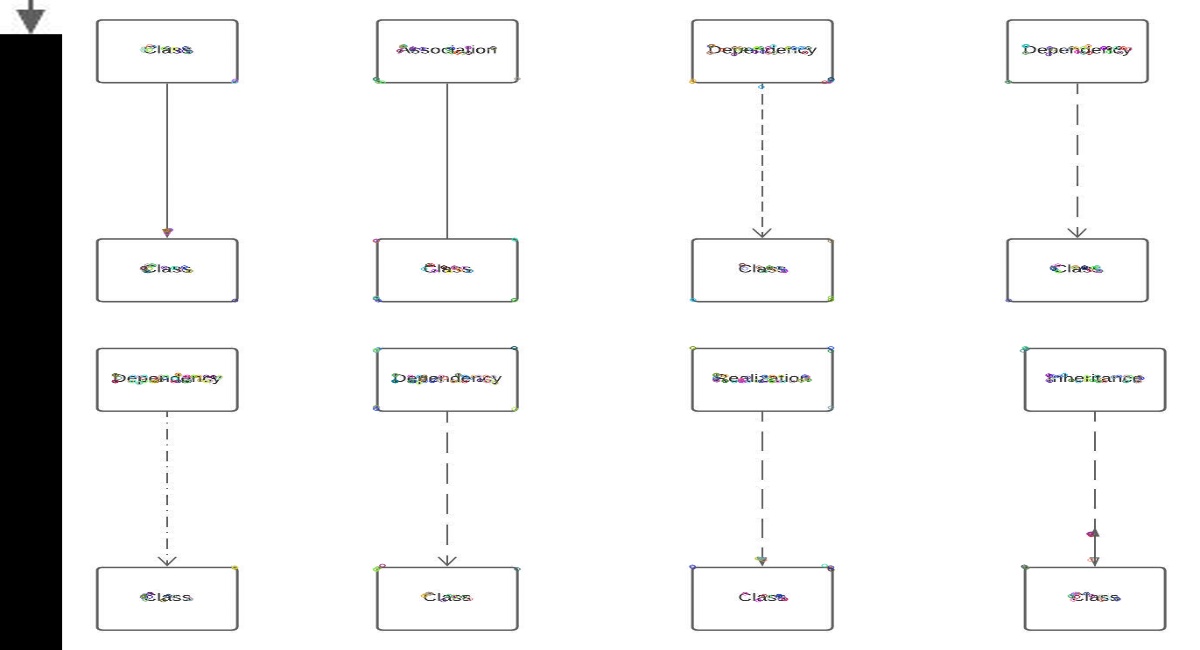 Class
Association
Dependency
Dependency
Class
Class
Class
Class
Dependency
Dependency
Realization
Inheritance
Class
Class
Class
Class